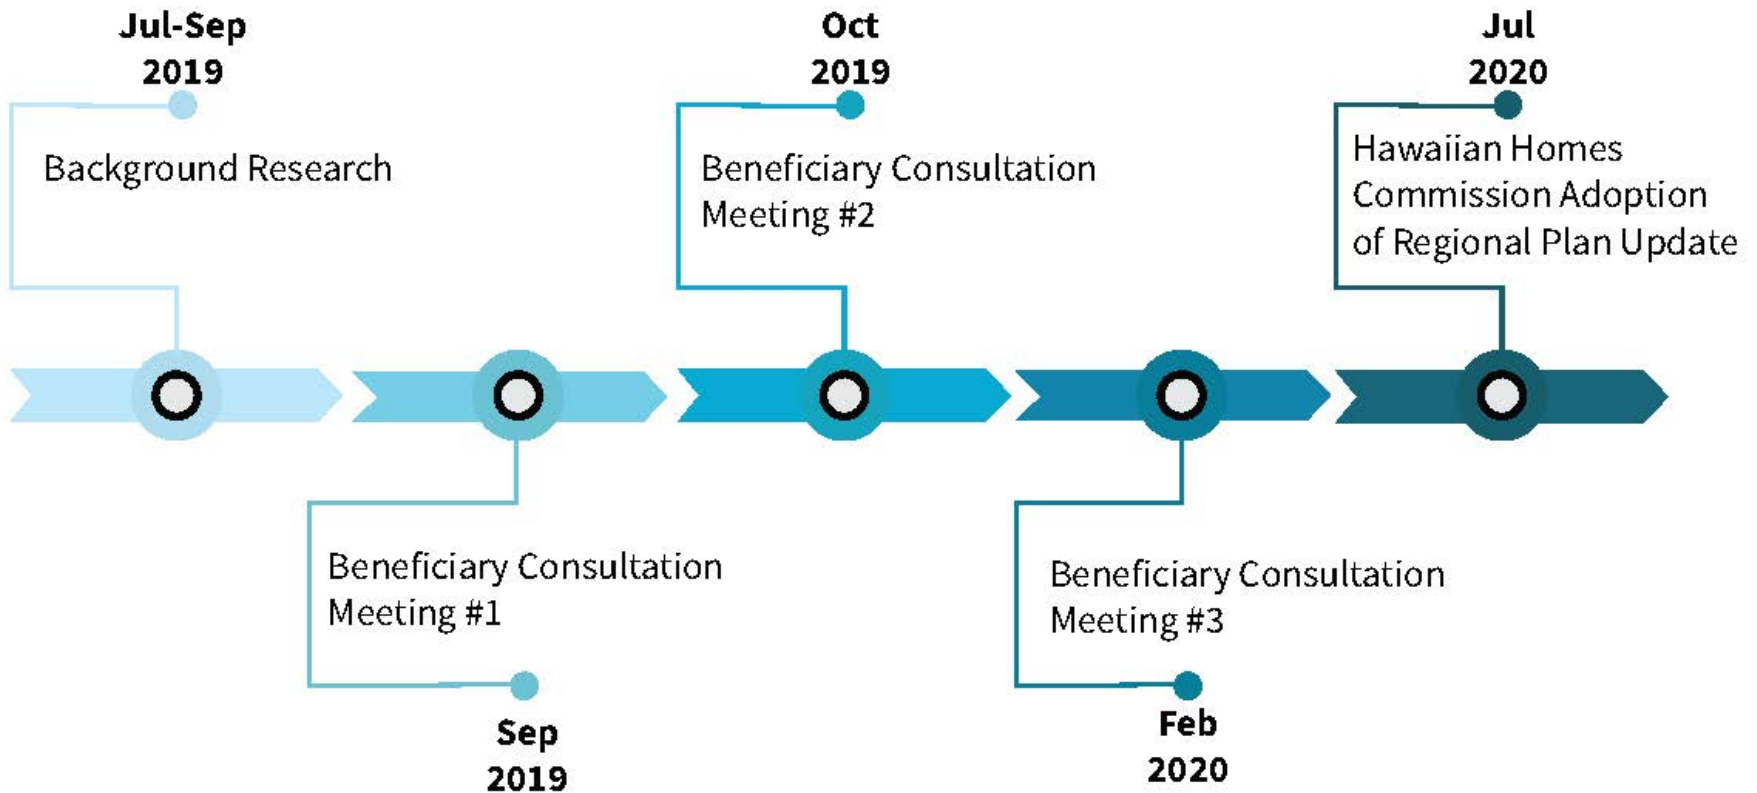 Jul-Sep
2019
Background Research
Beneficiary Consultation
Meeting #1
Sep
2019
Oct
2019
Beneficiary Consultation
Meeting #2
Beneficiary Consultation
Meeting #3
Feb
2020
Jul
2020
Hawaiian Homes
Commission Adoption
of Regional Plan Update